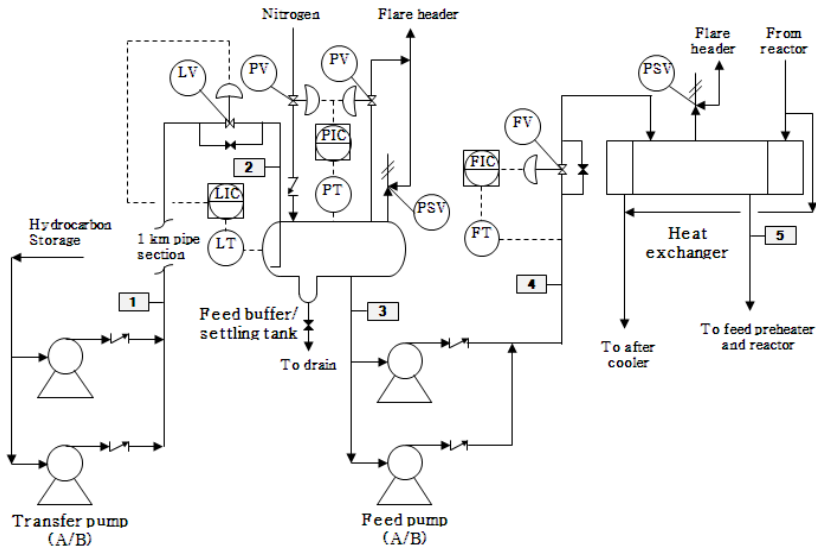 Nitrogen
Flare header
Flare
header
From
reactor
LV
PV
PV
PSV
FV
PIC
FIC
2
LIC
PT
PSV
Hydrocarbon
Storage
1 km pipe
section
LT
FT
Heat
exchanger
5
1
Feed buffer/
settling tank
3
4
To drain
To after
cooler
To feed preheater
and reactor
Transfer pump
(A/B)
Feed pump
(A/B)